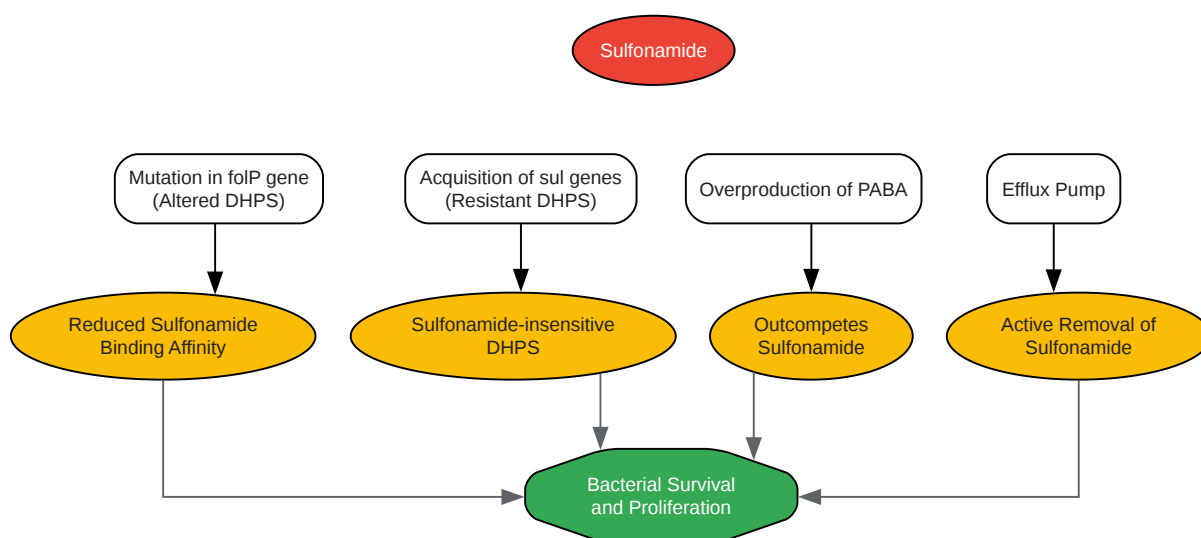 Sulfonamide
Mutation in folP gene
(Altered DHPS)
Acquisition of sul genes
(Resistant DHPS)
Overproduction of PABA
Efflux Pump
Reduced Sulfonamide
Binding Affinity
Sulfonamide-insensitive
DHPS
Outcompetes
Sulfonamide
Active Removal of
Sulfonamide
Bacterial Survival
and Proliferation